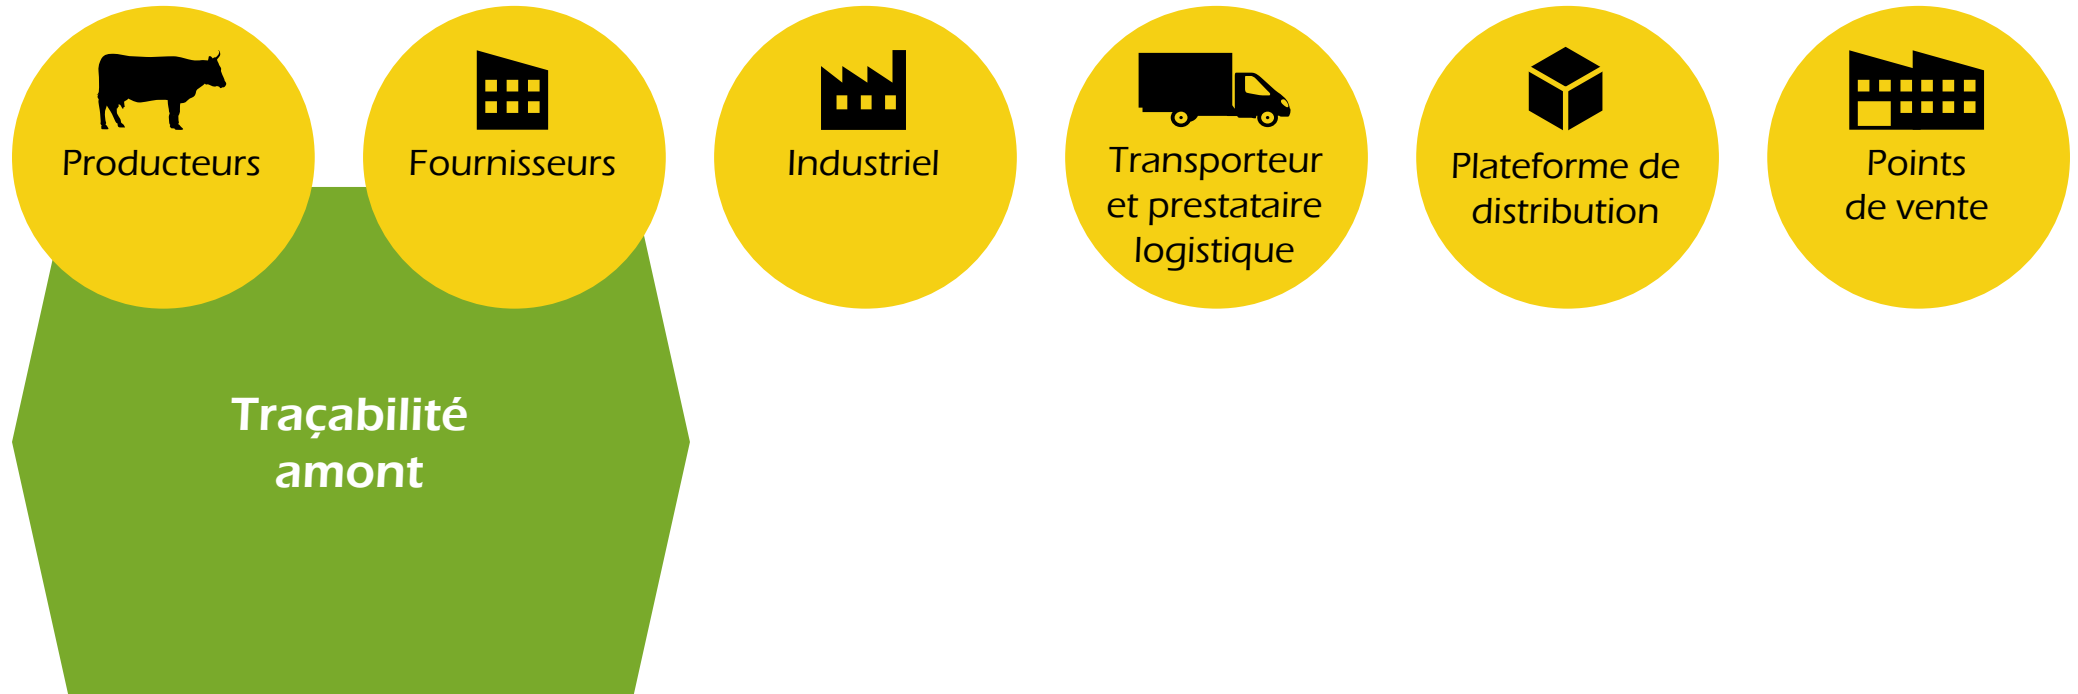 Producteurs
Fournisseurs
Industriel
Transporteur
et prestataire
logistique
Plateforme de
distribution
Points
de vente
Traçabilité
amont